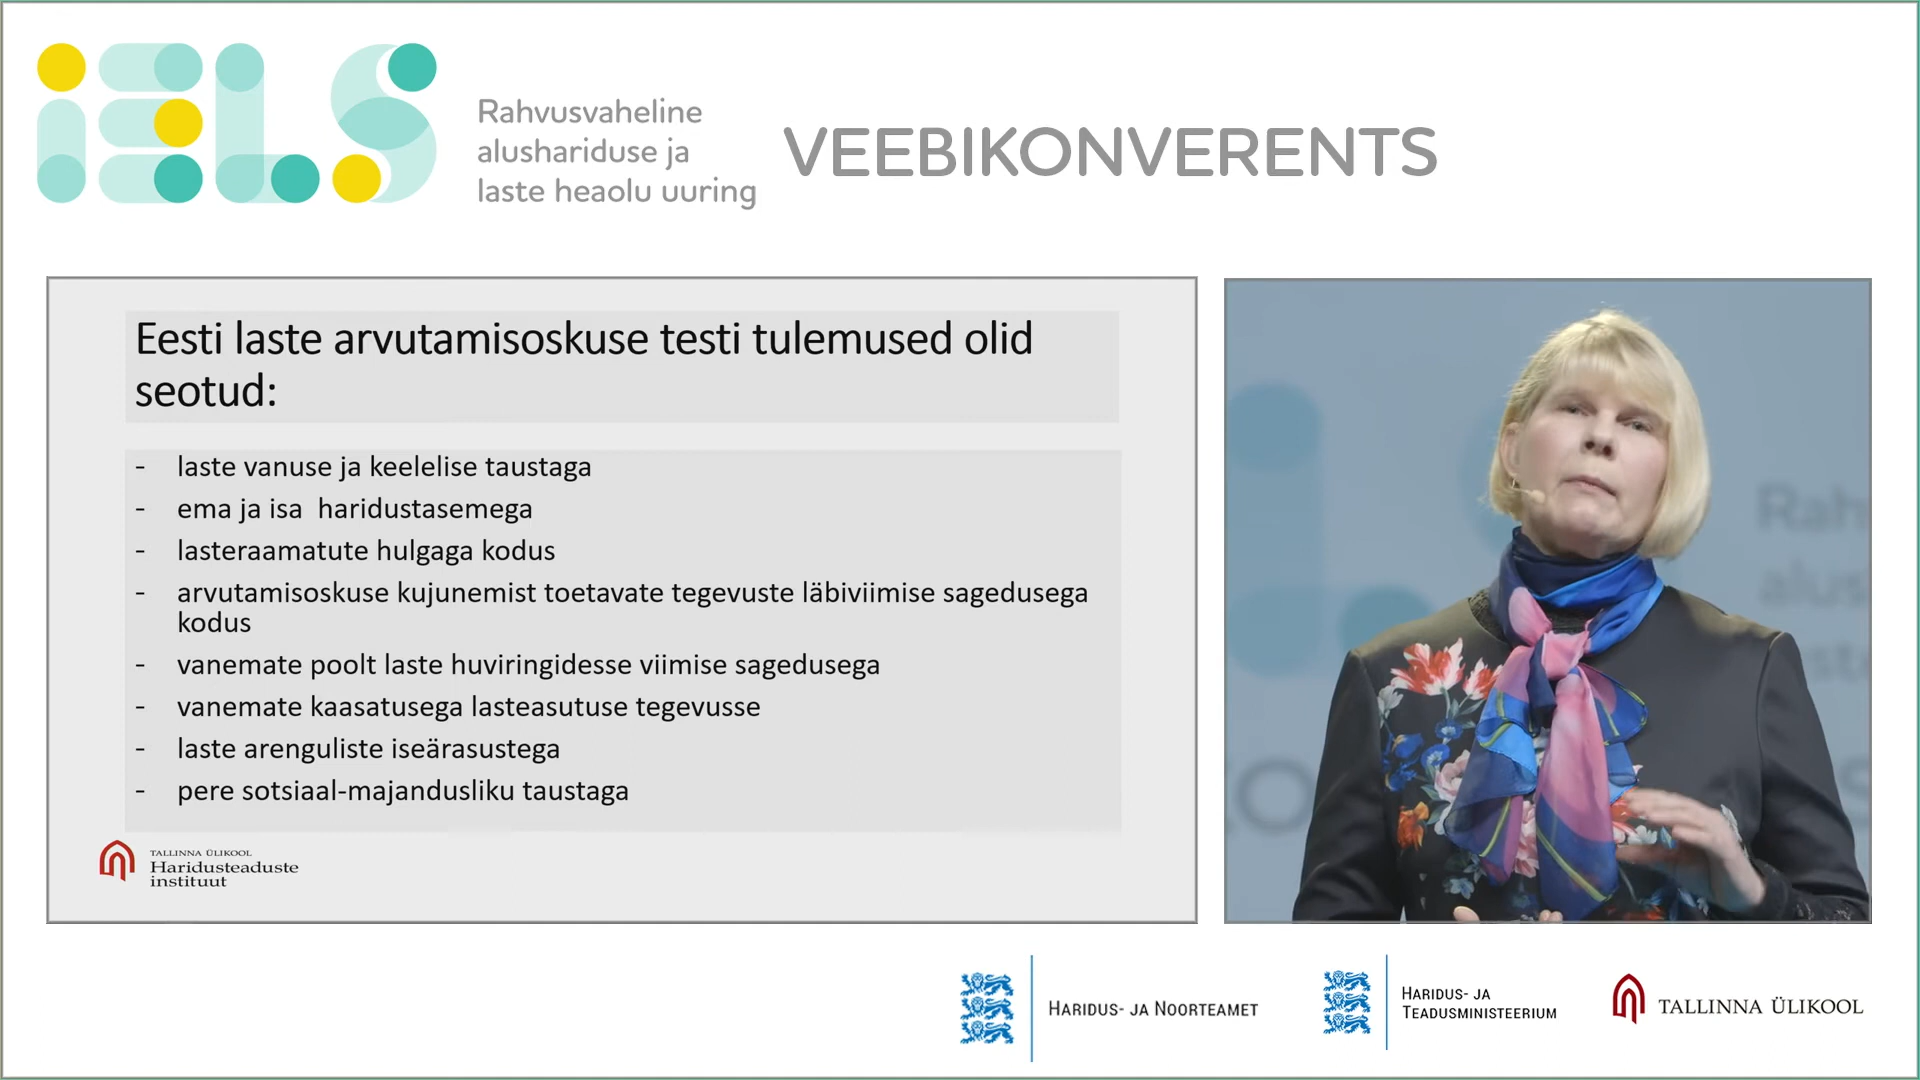 iELS
Rahvusvaheline
alushariduse ja
laste heaolu uuring
VEEBIKONVERENTS
Eesti laste arvutamisoskuse testi tulemused olid
seotud:
- laste vanuse ja keelelise taustaga
- ema ja isa haridustasemega
- lasteraamatute hulgaga kodus
- arvutamisoskuse kujunemist toetavate tegevuste läbiviimise sagedusega
kodus
- vanemate poolt laste huviringidesse viimise sagedusega
- vanemate kaasatusega lasteasutuse tegevusse
- laste arenguliste iseärasustega
- pere sotsiaal-majandusliku taustaga
TALLINNA ÜLIKOOL
Haridusteaduste
instituut
Rah
alus
HARIDUS- JA NOORTEAMET
HARIDUS- JA
TEADUSMINISTEERIUM
TALLINNA ÜLIKOOL